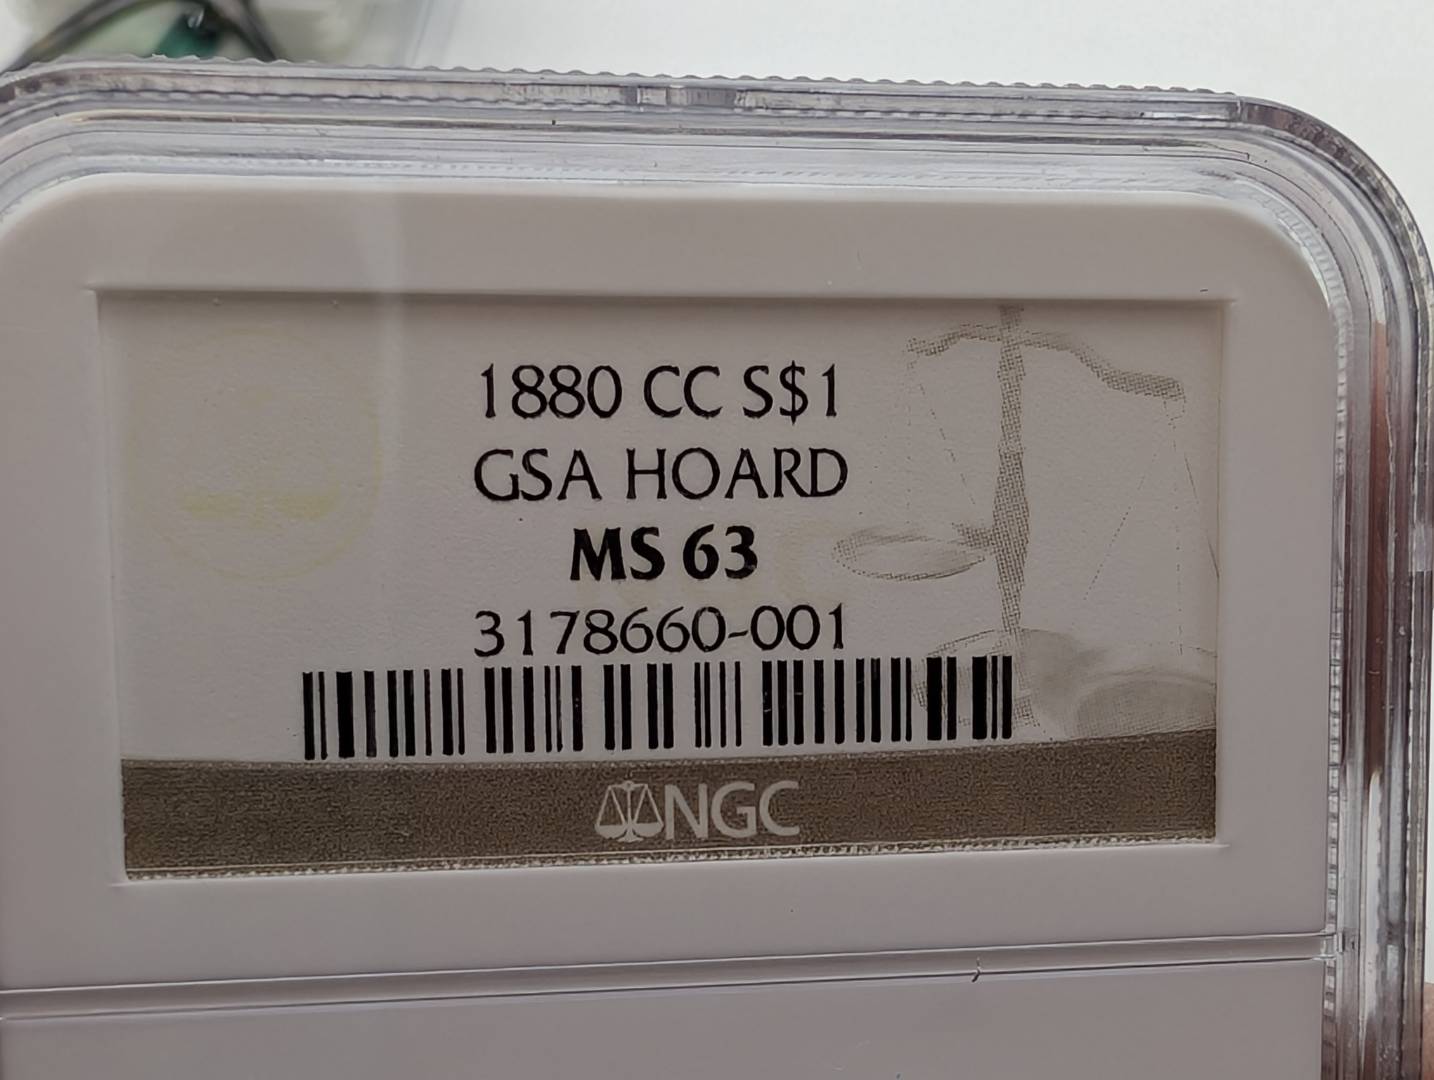 1880 CC S$1
GSA HOARD
MS 63
3178660-001
NGC